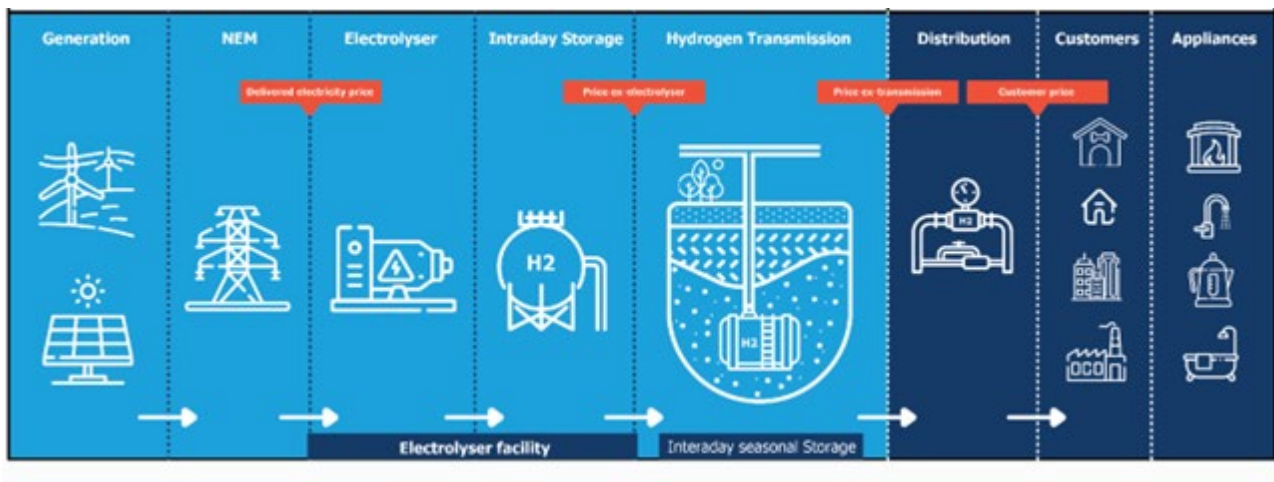 Generation
NEM
Electrolyser
Intraday Storage
Hydrogen Transmission
Distribution
Customers
Appliances
Delivered electricity price
Price ex-electrolyser
Price ex-transmission
Customer price
H2
H2
H2
Electrolyser facility
Interaday seasonal Storage